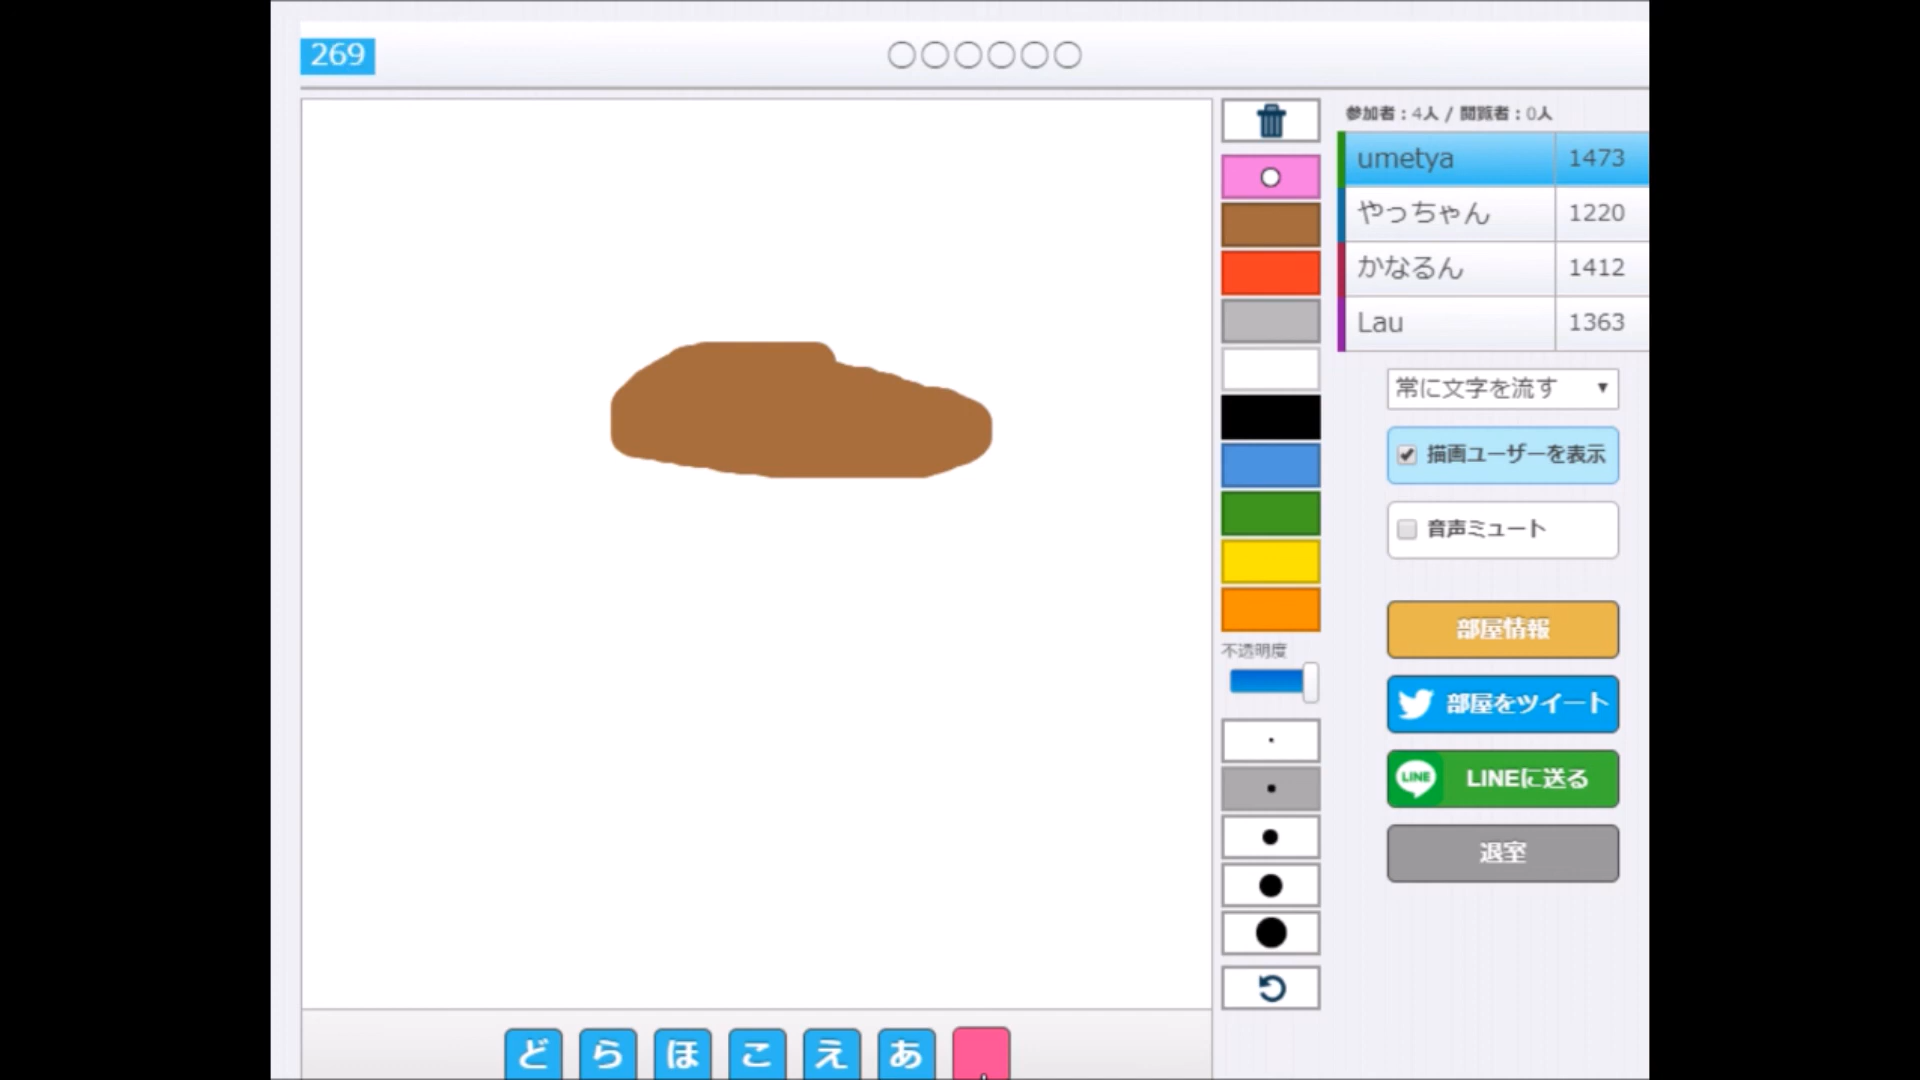 269
○○○○○○
参加者：4人 / 閲覧者：0人
umetya 1473
やっちゃん 1220
かなるん 1412
Lau 1363
常に文字を流す
描画ユーザーを表示
音声ミュート
不透明度
部屋情報
部屋をツイート
LINE LINEに送る
退室
ど ら ほ こ え あ